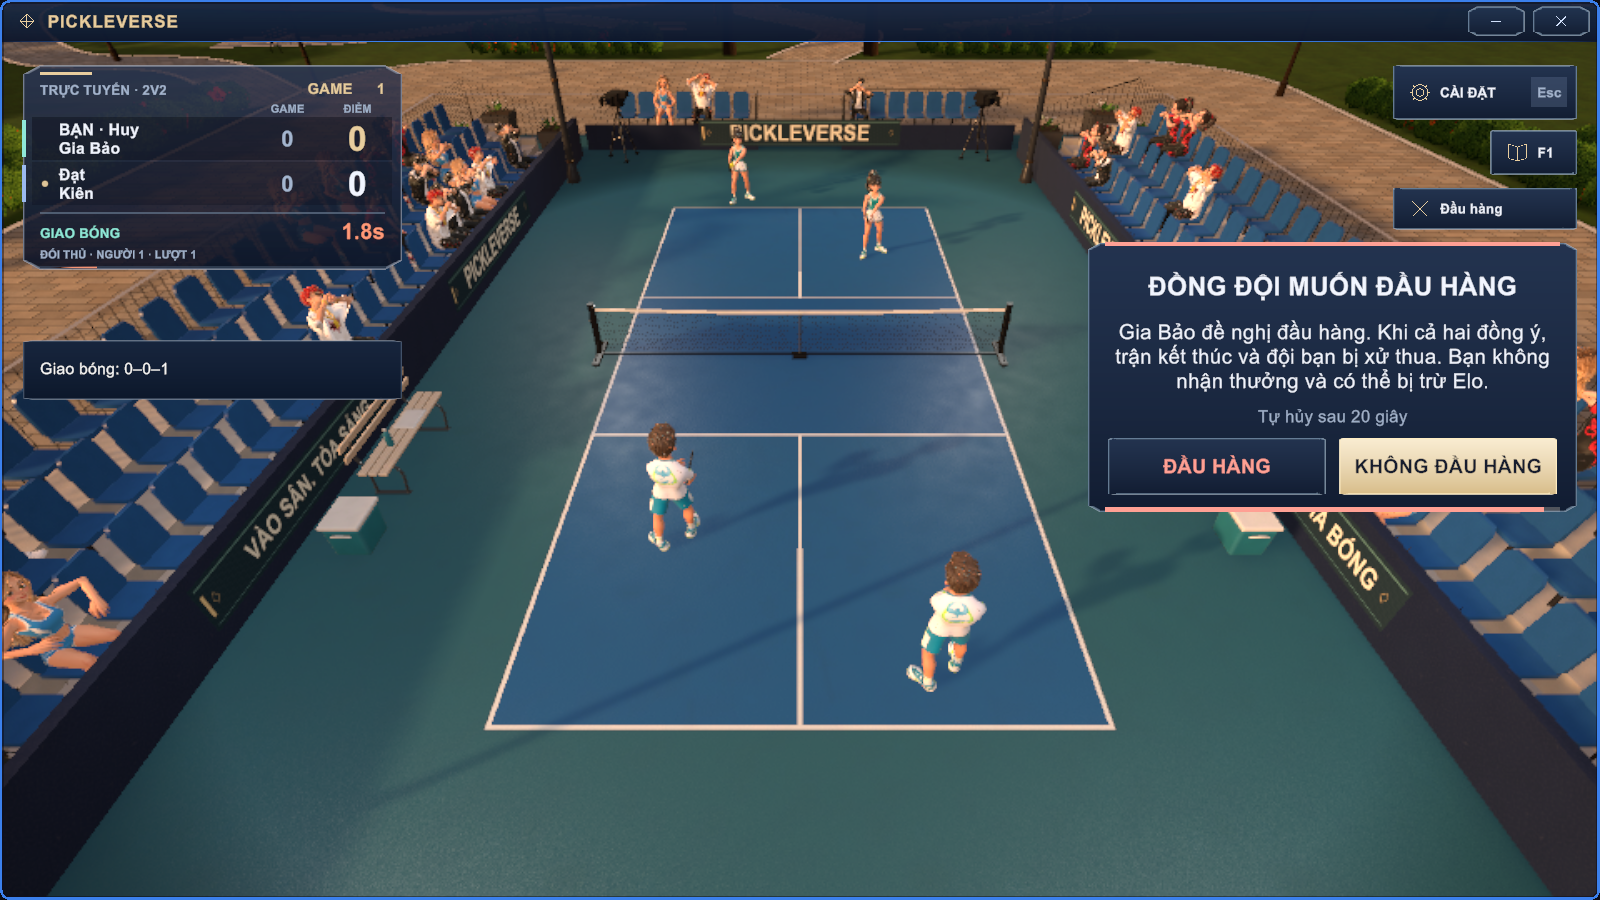 PICKLEVERSE
TRỰC TUYẾN · 2V2
GAME 1
GAME ĐIỂM
BẠN · Huy
Gia Bảo
0 0
Đạt
Kiên
0 0
GIAO BÓNG 1.8s
ĐỐI THỦ · NGƯỜI 1 · LƯỢT 1
Giao bóng: 0–0–1
PICKLEVERSE
PICKLEVERSE
VÀO SÂN. TỎA SÁNG
CÀI ĐẶT Esc
F1
Đầu hàng
ĐỒNG ĐỘI MUỐN ĐẦU HÀNG
Gia Bảo đề nghị đầu hàng. Khi cả hai đồng ý,
trận kết thúc và đội bạn bị xử thua. Bạn không
nhận thưởng và có thể bị trừ Elo.
Tự hủy sau 20 giây
ĐẦU HÀNG
KHÔNG ĐẦU HÀNG
BÓNG